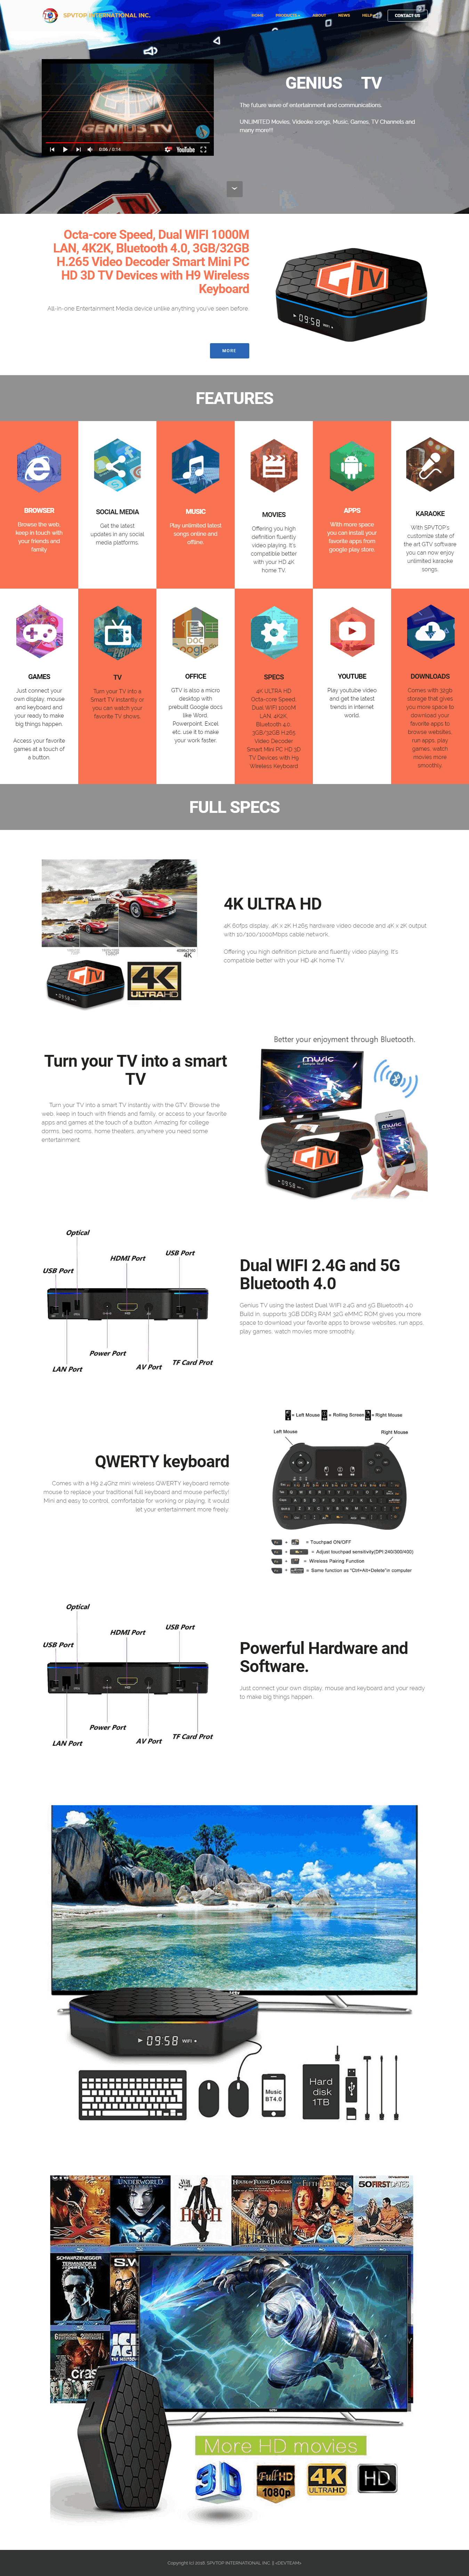 SPVTOP INTERNATIONAL INC.
HOME PRODUCTS ABOUT NEWS HELP CONTACT US
GENIUS TV
0:06 / 0:14 YouTube
GENIUS TV
The future wave of entertainment and communications.
UNLIMITED Movies, Videoke songs, Music, Games, TV Channels and
many more!!!
Octa-core Speed, Dual WIFI 1000M
LAN, 4K2K, Bluetooth 4.0, 3GB/32GB
H.265 Video Decoder Smart Mini PC
HD 3D TV Devices with H9 Wireless
Keyboard
All-in-one Entertainment Media device unlike anything you've seen before
MORE
GTV
09:58 WIFI
FEATURES
BROWSER
Browse the web,
keep in touch with
your friends and
family
SOCIAL MEDIA
Get the latest
updates in any social
media platforms.
MUSIC
Play unlimited latest
songs online and
offline.
MOVIES
Offering you high
definition fluently
video playing. It's
compatible better
with your HD 4K
home TV.
APPS
With more space
you can install your
favorite apps from
google play store.
KARAOKE
With SPVTOP's
customize state of
the art GTV software
you can now enjoy
unlimited karaoke
songs.
GAMES
Just connect your
own display, mouse
and keyboard and
your ready to make
big things happen.
Access your favorite
games at a touch of
a button.
TV
Turn your TV into a
Smart TV instantly or
you can watch your
favorite TV shows.
DOC
OFFICE
GTV is also a micro
desktop with
prebuilt Google docs
like Word,
Powerpoint, Excel
etc. use it to make
your work faster.
SPECS
4K ULTRA HD
Octa-core Speed,
Dual WIFI 1000M
LAN, 4K2K,
Bluetooth 4.0,
3GB/32GB H.265
Video Decoder
Smart Mini PC HD 3D
TV Devices with H9
Wireless Keyboard
YOUTUBE
Play youtube video
and get the latest
trends in internet
world.
DOWNLOADS
Comes with 32gb
storage that gives
you more space to
download your
favorite apps to
browse websites,
run apps, play
games, watch
movies more
smoothly.
FULL SPECS
4K
GTV
09:58
4K
ULTRA HD
4K ULTRA HD
4K 60fps display, 4K x 2K H.265 hardware video decode and 4K x 2K output
with 10/100/1000Mbps cable network.
Offering you high definition picture and fluently video playing. It's
compatible better with your HD 4K home TV
Turn your TV into a smart
TV
Turn your TV into a smart TV instantly with the GTV. Browse the
web, keep in touch with friends and family, or access to your favorite
apps and games at the touch of a button. Amazing for college
dorms, bed rooms, home theaters, anywhere you need some
entertainment.
Better your enjoyment through Bluetooth.
music
music
GTV
09:58
Optical
USB Port
HDMI Port
USB Port
Power Port
LAN Port
AV Port
TF Card Prot
Dual WIFI 2.4G and 5G
Bluetooth 4.0
Genius TV using the lastest Dual WIFI 2.4G and 5G Bluetooth 4.0
Build in, supports 3GB DDR3 RAM 32G eMMC ROM gives you more
space to download your favorite apps to browse websites, run apps,
play games, watch movies more smoothly.
QWERTY keyboard
Comes with a H9 2.4Ghz mini wireless QWERTY keyboard remote
mouse to replace your traditional full keyboard and mouse perfectly!
Mini and easy to control, comfortable for working or playing, it would
let your entertainment more freely.
= Left Mouse = Rolling Screen = Right Mouse
Left Mouse
Right Mouse
+ = Touchpad ON/OFF
+ = Adjust touchpad sensitivity(DPI:240/300/400)
+ = Wireless Pairing Function
+ = Same function as "Ctrl+Alt+Delete"in computer
Optical
USB Port
HDMI Port
USB Port
Power Port
LAN Port
AV Port
TF Card Prot
Powerful Hardware and
Software.
Just connect your own display, mouse and keyboard and your ready
to make big things happen.
09:58 WIFI
Music
BT4.0
Hard
disk
1TB
UNDERWORLD
HITCH
HOUSE OF FLYING DAGGERS
50 FIRST DATES
SCHWARZENEGGER
TERMINATOR 2
ICE
AGE
More HD movies
3D
Full HD
1080p
4K
ULTRA HD
HD